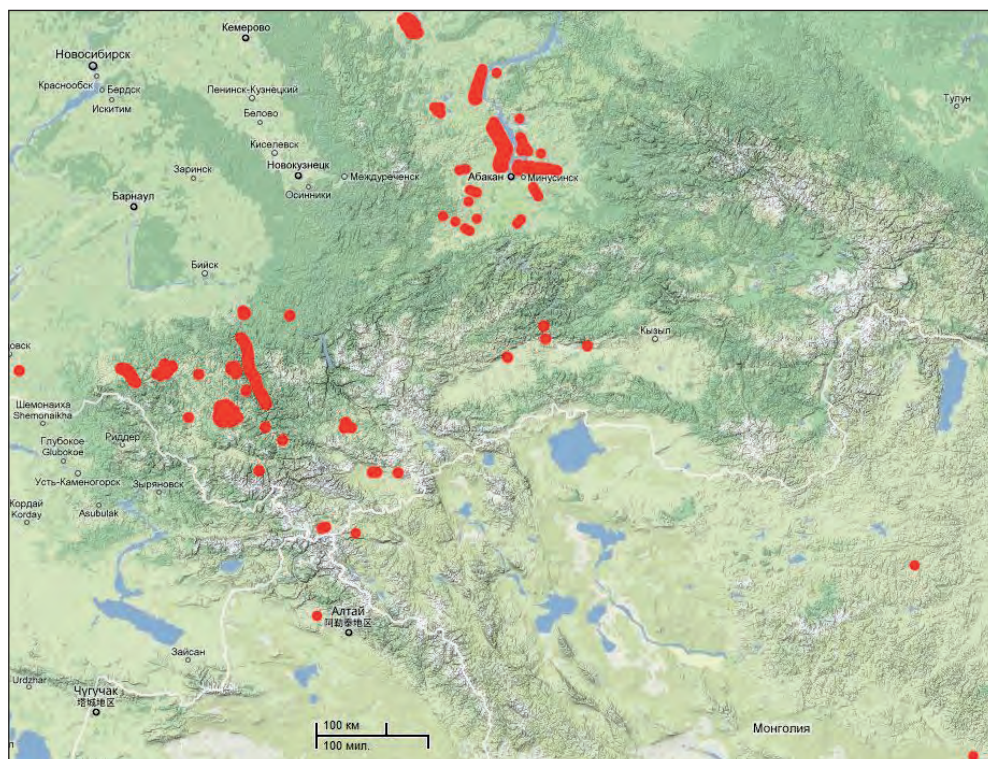 Кемерово
Новосибирск
Краснообск
Бердск
Искитим
Ленинск-Кузнецкий
Белово
Тулун
Киселевск
Заринск
Новокузнецк
Междуреченск
Осинники
Абакан
Минусинск
Барнаул
Бийск
Кызыл
овск
Шемонаиха
Shemonaikha
Глубокое
Glubokoe
Риддер
Усть-Каменогорск
Зыряновск
Кордай
Korday
Asubulak
Алтай
阿勒泰地区
Зайсан
Urdzhar
Чугучак
塔城地区
100 км
100 мил.
Монголия
л